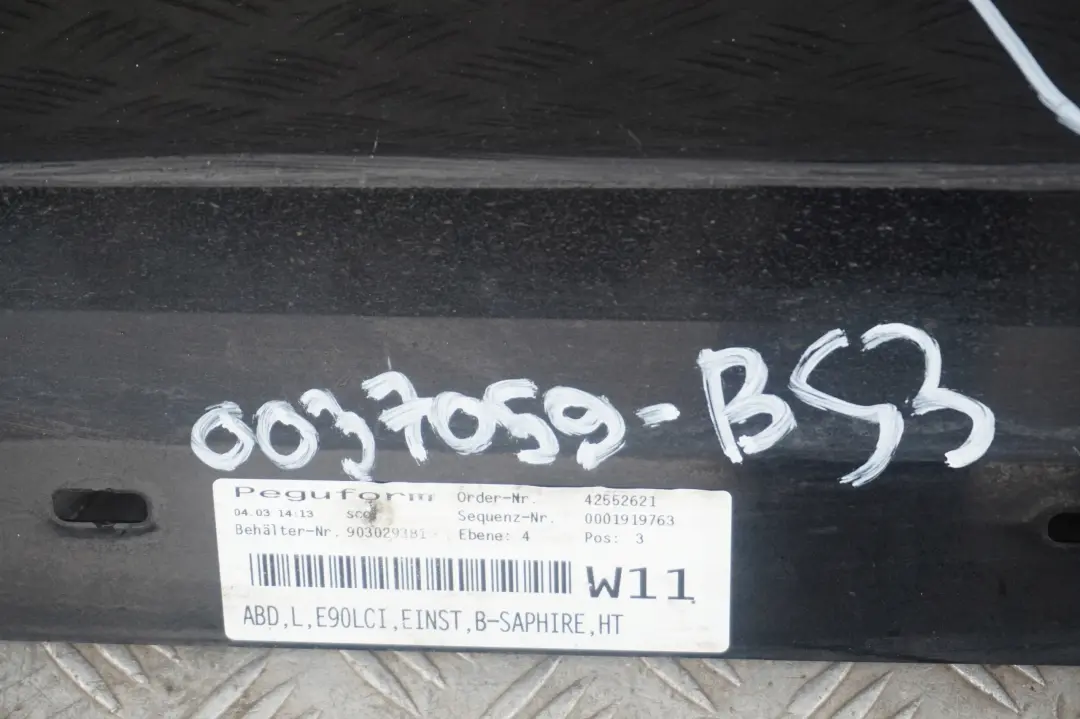 0037059-BS3
Peguform Order-Nr. 42552621
04.03 14:13 Sequenz-Nr. 0001919763
Behälter-Nr. 903029381 Ebene: 4 Pos: 3
W11
ABD,L,E90LCI,EINST,B-SAPHIRE,HT